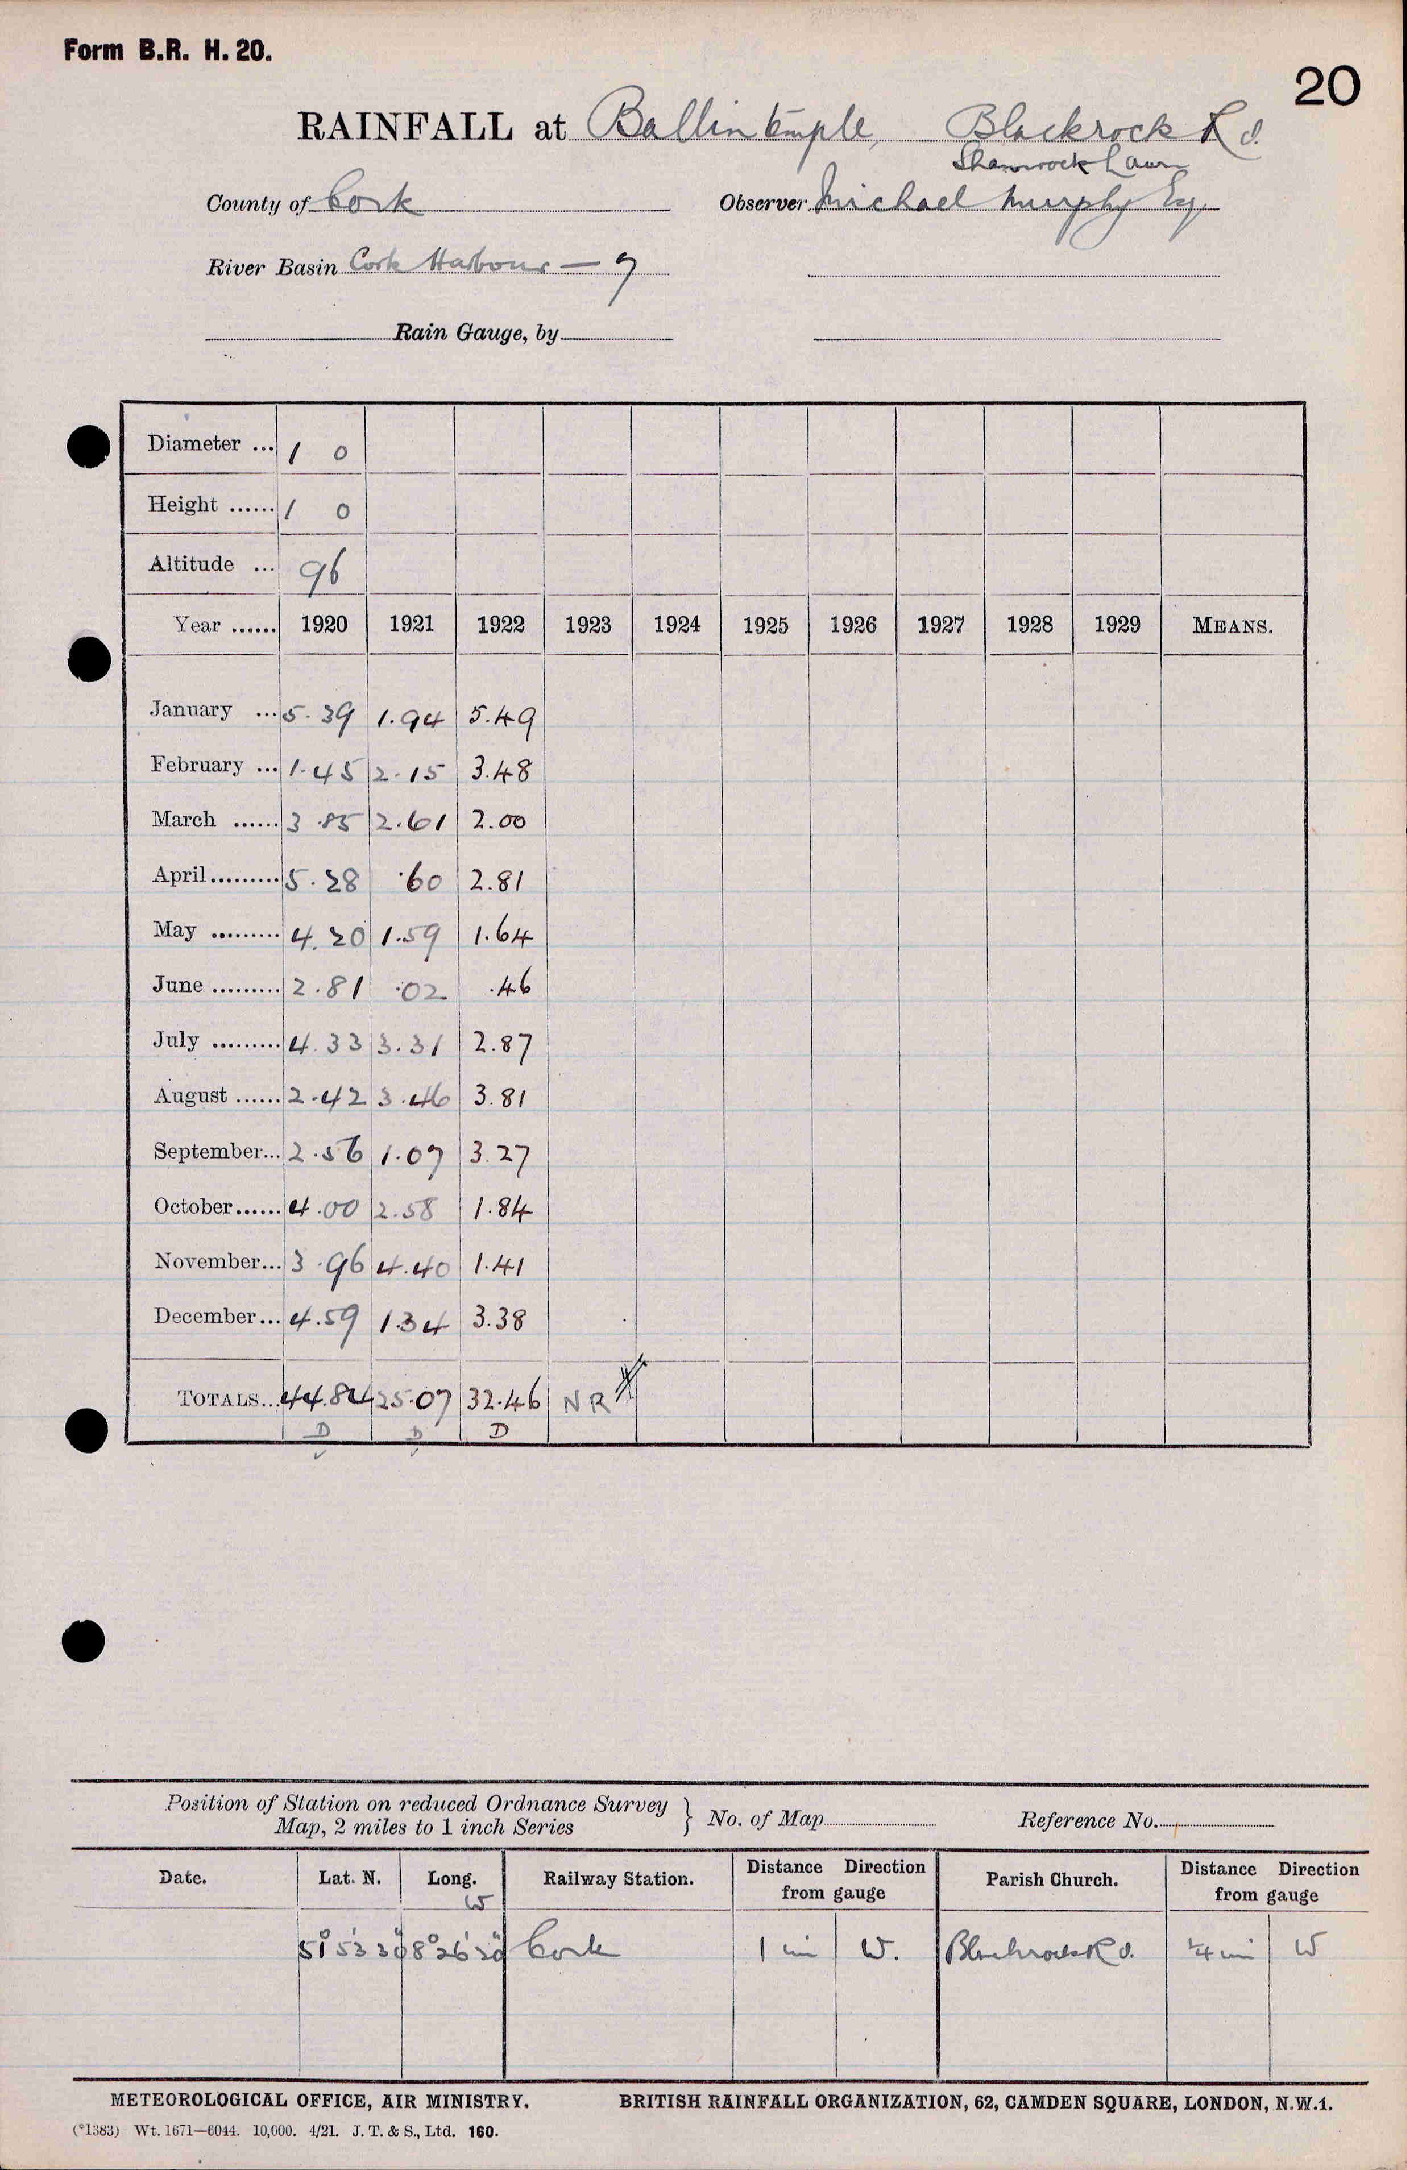 Form B.R. H. 20.
20
RAINFALL at Ballintemple, Blackrock Rd.
Shamrock Lawn
County of Cork Observer Michael Murphy Esq.
River Basin Cork Harbour — 7
Rain Gauge, by
Diameter ... 1 0
Height ...... 1 0
Altitude ... 96
Year ...... 1920 1921 1922 1923 1924 1925 1926 1927 1928 1929 MEANS.
January ... 5.39 1.94 5.49
February ... 1.45 2.15 3.48
March ...... 3.85 2.61 2.00
April ......... 5.28 .60 2.81
May ......... 4.20 1.59 1.64
June ......... 2.81 .02 .46
July ......... 4.33 3.31 2.87
August ...... 2.42 3.46 3.81
September... 2.56 1.07 3.27
October...... 4.00 2.58 1.84
November... 3.96 4.40 1.41
December... 4.59 1.34 3.38
TOTALS... 44.84 25.07 32.46 NR
D D D
Position of Station on reduced Ordnance Survey
Map, 2 miles to 1 inch Series } No. of Map Reference No.
Date. Lat. N. Long. W Railway Station. Distance Direction from gauge Parish Church. Distance Direction from gauge
51° 53' 30" 8° 26' 20" Cork 1 mi W. Blackrock Rd. ¼ mi W
METEOROLOGICAL OFFICE, AIR MINISTRY. BRITISH RAINFALL ORGANIZATION, 62, CAMDEN SQUARE, LONDON, N.W.1.
(*1383) Wt. 1671—6044. 10,000. 4/21. J. T. & S., Ltd. 160.